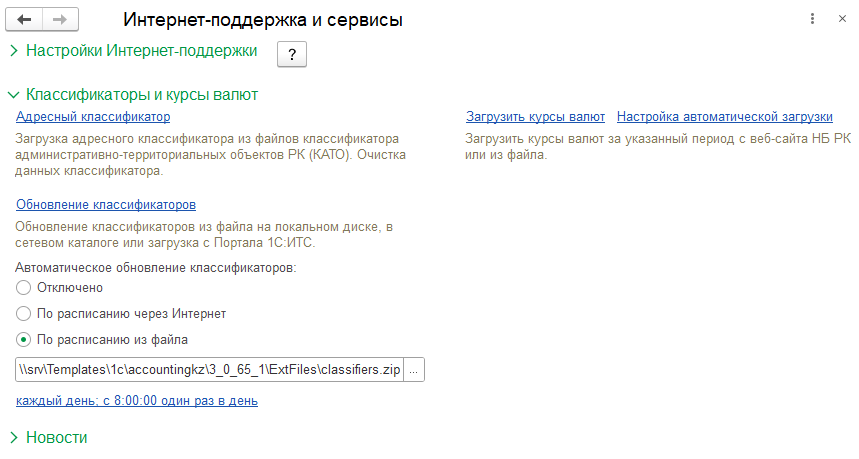 Интернет-поддержка и сервисы
Настройки Интернет-поддержки
?
Классификаторы и курсы валют
Адресный классификатор
Загрузка адресного классификатора из файлов классификатора
административно-территориальных объектов РК (КАТО). Очистка
данных классификатора.
Загрузить курсы валют Настройка автоматической загрузки
Загрузить курсы валют за указанный период с веб-сайта НБ РК
или из файла.
Обновление классификаторов
Обновление классификаторов из файла на локальном диске, в
сетевом каталоге или загрузка с Портала 1С:ИТС.
Автоматическое обновление классификаторов:
Отключено
По расписанию через Интернет
По расписанию из файла
\\srv\Templates\1c\accountingkz\3_0_65_1\ExtFiles\classifiers.zip ...
каждый день; с 8:00:00 один раз в день
Новости